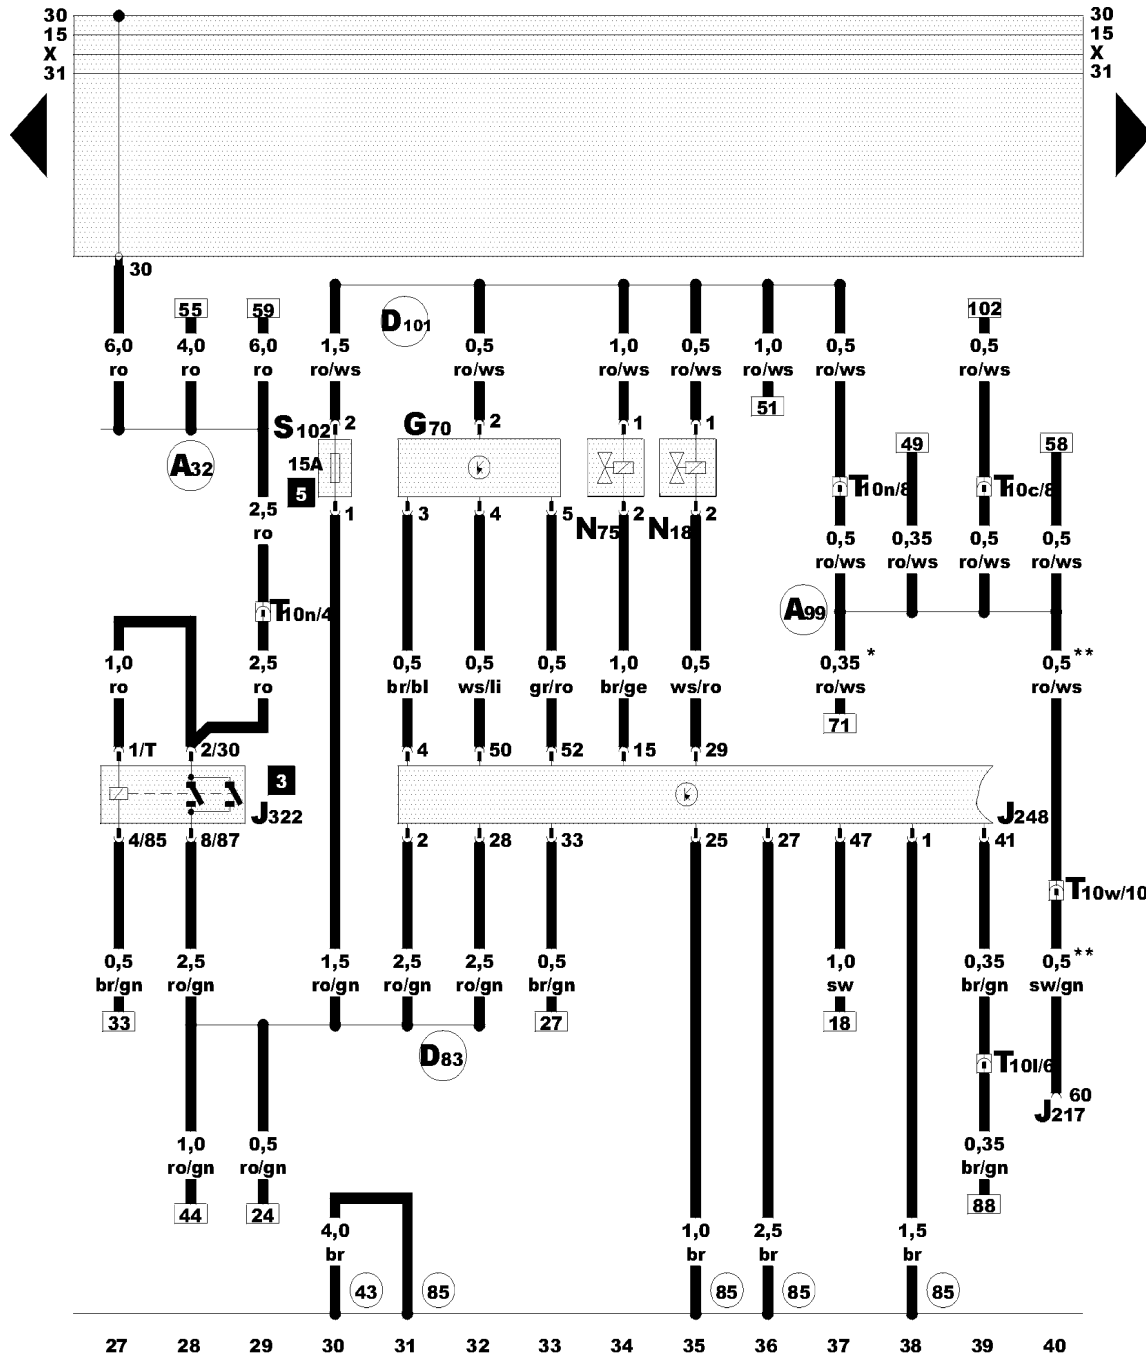 30 30
15 15
X X
31 31
30
55 59 102
D101
6,0 4,0 6,0 1,5 0,5 1,0 0,5 1,0 0,5 0,5
ro ro ro ro/ws ro/ws ro/ws ro/ws ro/ws ro/ws ro/ws
51
S102 2 G70 2 1 1
49 58
A32 15A
5
T10n/8 T10c/8
2,5 1 3 4 5 N75 2 N18 2
ro
0,5 0,35 0,5 0,5
ro/ws ro/ws ro/ws ro/ws
T10n/4 A99
1,0 2,5 0,5 0,5 0,5 1,0 0,5 0,35 * 0,5 **
ro ro br/bl ws/li gr/ro br/ge ws/ro ro/ws ro/ws
71
1/T 2/30 4 50 52 15 29
3
J322 J248
4/85 8/87 2 28 33 25 27 47 1 41
T10w/10
0,5 2,5 1,5 2,5 2,5 0,5 1,0 0,35 0,5 **
br/gn ro/gn ro/gn ro/gn ro/gn br/gn sw br/gn sw/gn
33 27 18
D83
T10l/6
60
J217
1,0 0,5 0,35
ro/gn ro/gn br/gn
44 24 88
4,0 1,0 2,5 1,5
br br br br
43 85 85 85 85
27 28 29 30 31 32 33 34 35 36 37 38 39 40